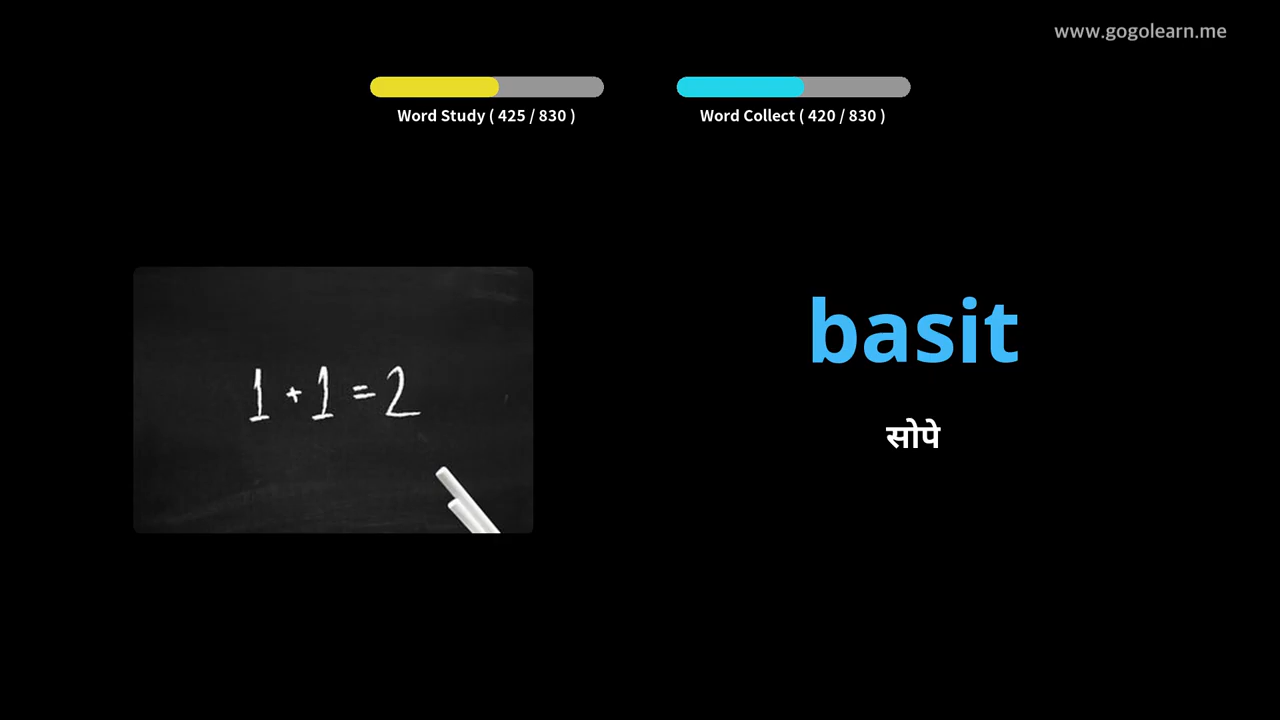 www.gogolearn.me
Word Study ( 425 / 830 )
Word Collect ( 420 / 830 )
1 + 1 = 2
basit
सोपे